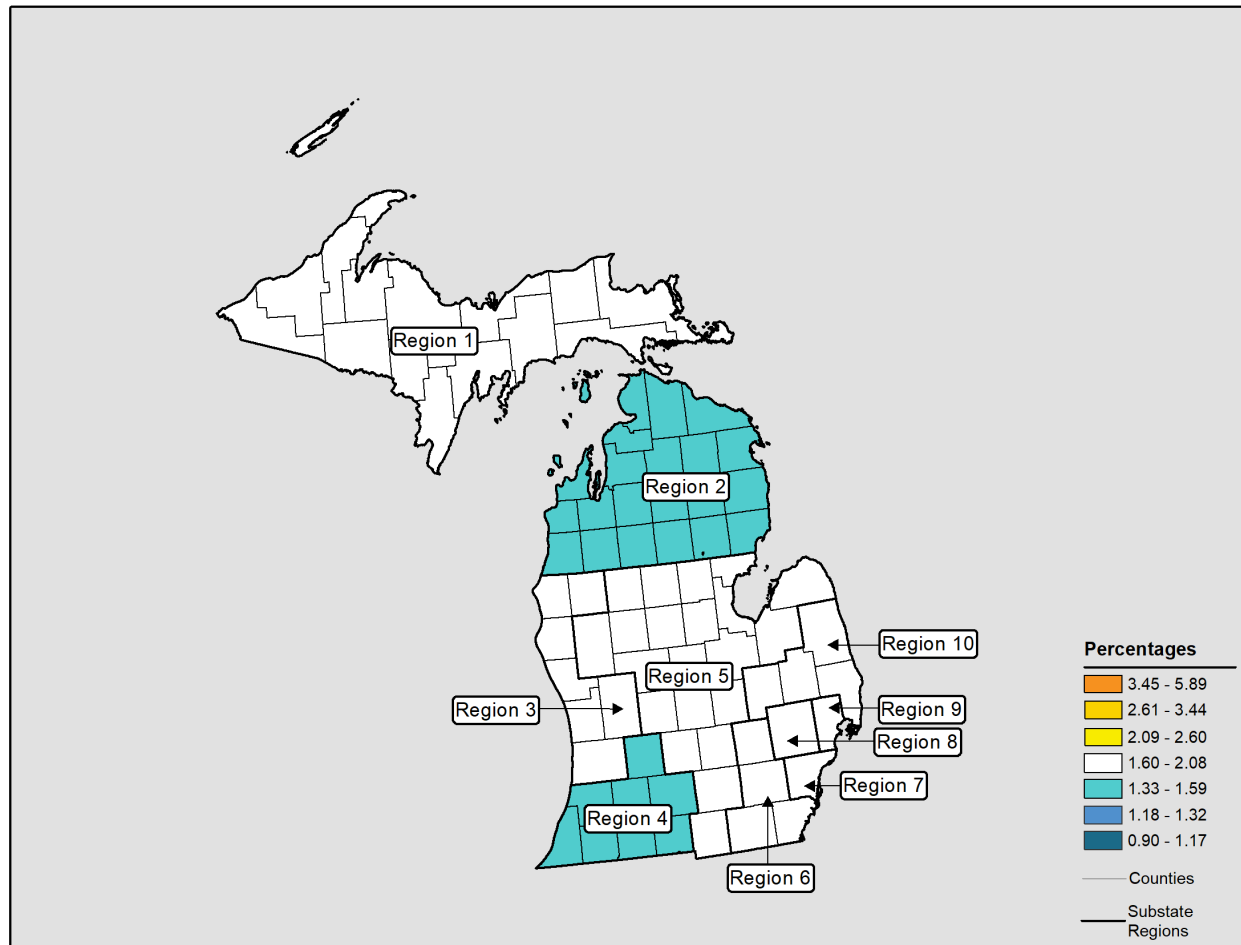 Region 1
Region 2
Region 10
Region 5
Region 3
Region 9
Region 8
Region 7
Region 4
Region 6
Percentages
3.45 - 5.89
2.61 - 3.44
2.09 - 2.60
1.60 - 2.08
1.33 - 1.59
1.18 - 1.32
0.90 - 1.17
Counties
Substate
Regions